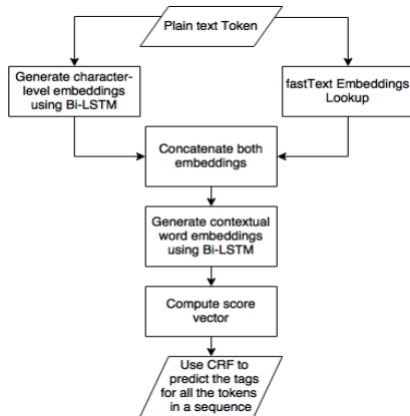 Plain text Token
Generate character-
level embeddings
using Bi-LSTM
fastText Embeddings
Lookup
Concatenate both
embeddings
Generate contextual
word embeddings
using Bi-LSTM
Compute score
vector
Use CRF to
predict the tags
for all the tokens
in a sequence